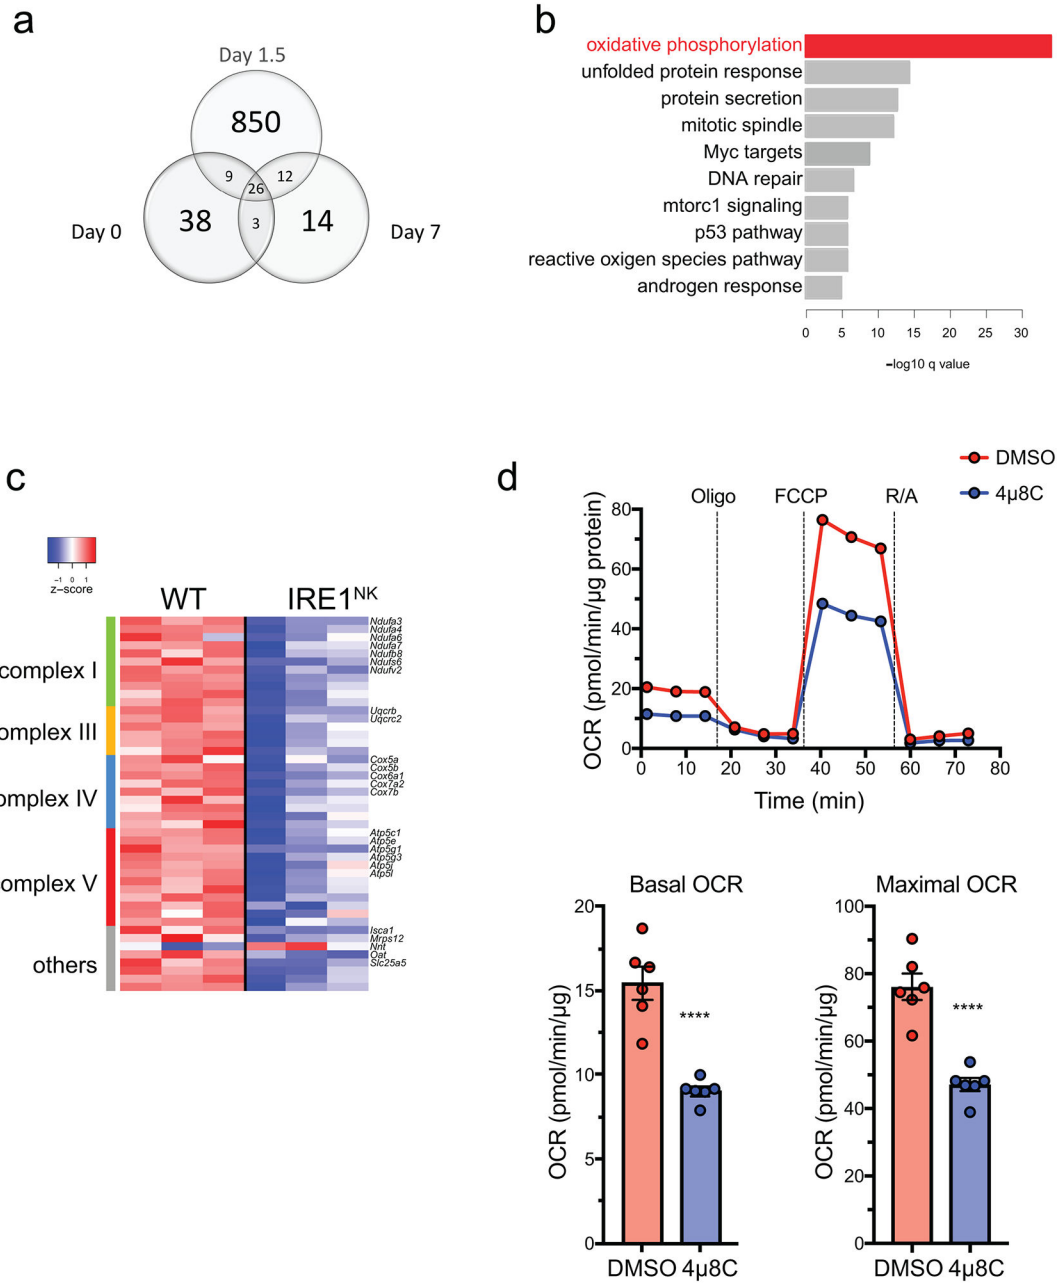 a
Day 1.5
850
9
26
12
38
3
14
Day 0
Day 7
b
oxidative phosphorylation
unfolded protein response
protein secretion
mitotic spindle
Myc targets
DNA repair
mtorc1 signaling
p53 pathway
reactive oxigen species pathway
androgen response
0 5 10 15 20 25 30
–log10 q value
c
−1 0 1
z–score
WT IRE1NK
complex I
omplex III
omplex IV
omplex V
others
Ndufa3
Ndufa4
Ndufa6
Ndufa7
Ndufb8
Ndufs6
Ndufv2
Uqcrb
Uqcrc2
Cox5a
Cox5b
Cox6a1
Cox7a2
Cox7b
Atp5c1
Atp5e
Atp5g1
Atp5g3
Atp5j
Atp5l
Isca1
Mrps12
Nnt
Oat
Slc25a5
d
DMSO
4µ8C
Oligo FCCP R/A
OCR (pmol/min/µg protein)
80
60
40
20
0
0 10 20 30 40 50 60 70 80
Time (min)
Basal OCR
OCR (pmol/min/µg)
20
15
10
5
0
****
DMSO 4µ8C
Maximal OCR
OCR (pmol/min/µg)
100
80
60
40
20
0
****
DMSO 4µ8C